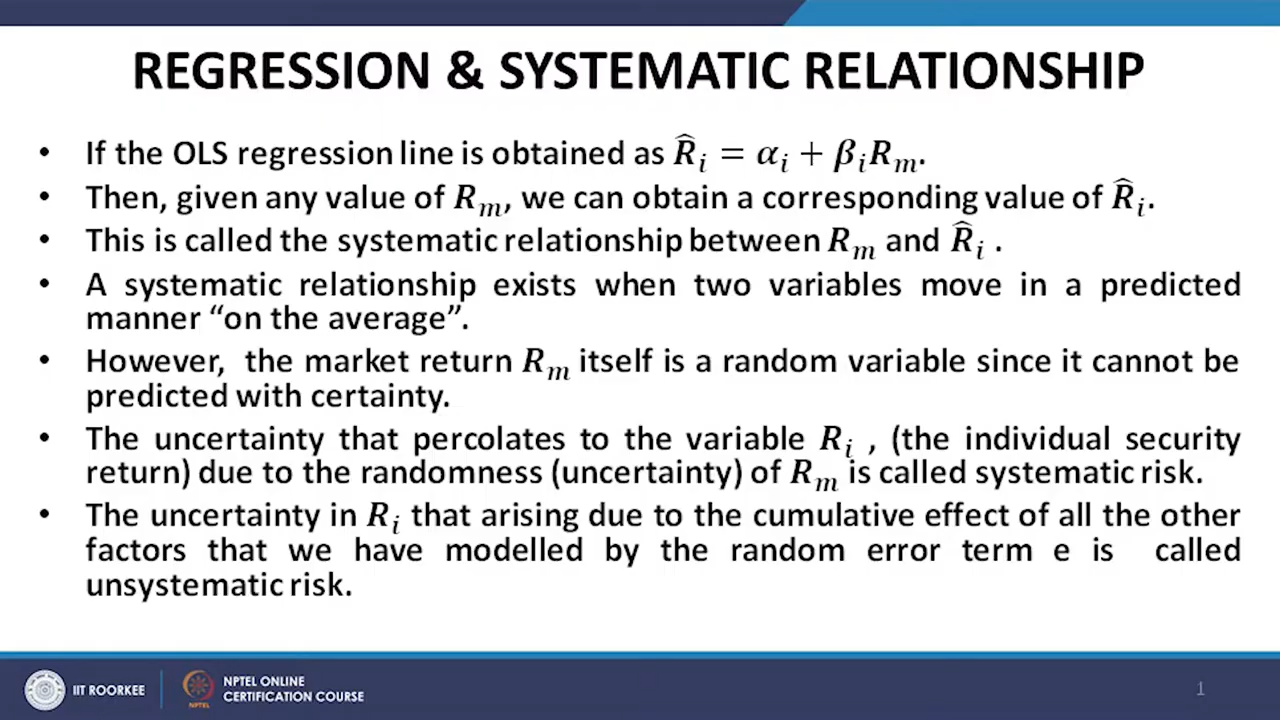 REGRESSION & SYSTEMATIC RELATIONSHIP
• If the OLS regression line is obtained as R̂ᵢ = αᵢ + βᵢRₘ.
• Then, given any value of Rₘ, we can obtain a corresponding value of R̂ᵢ.
• This is called the systematic relationship between Rₘ and R̂ᵢ .
• A systematic relationship exists when two variables move in a predicted
manner “on the average”.
• However, the market return Rₘ itself is a random variable since it cannot be
predicted with certainty.
• The uncertainty that percolates to the variable Rᵢ , (the individual security
return) due to the randomness (uncertainty) of Rₘ is called systematic risk.
• The uncertainty in Rᵢ that arising due to the cumulative effect of all the other
factors that we have modelled by the random error term e is called
unsystematic risk.
IIT ROORKEE
NPTEL
NPTEL ONLINE
CERTIFICATION COURSE
1